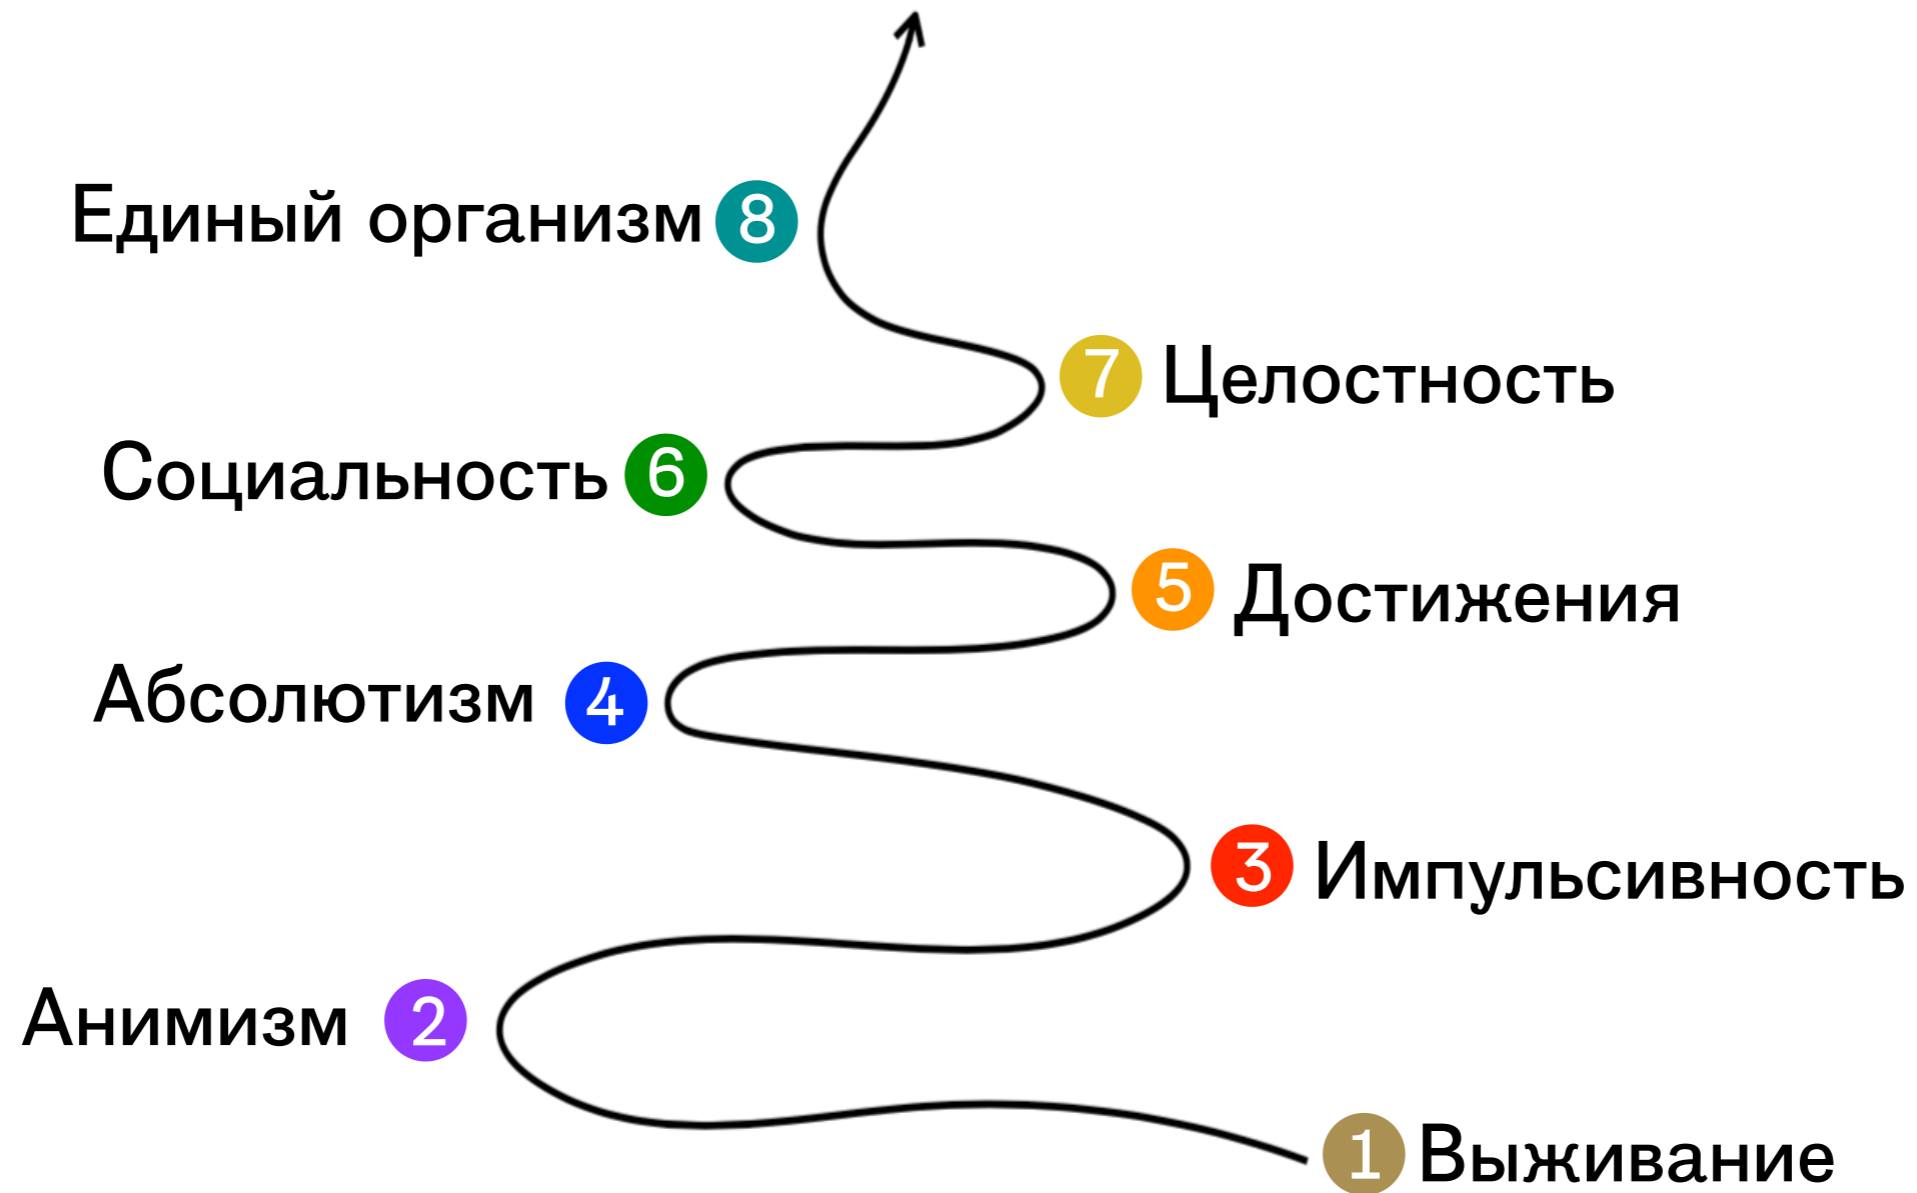 Единый организм 8
7 Целостность
Социальность 6
5 Достижения
Абсолютизм 4
3 Импульсивность
Анимизм 2
1 Выживание